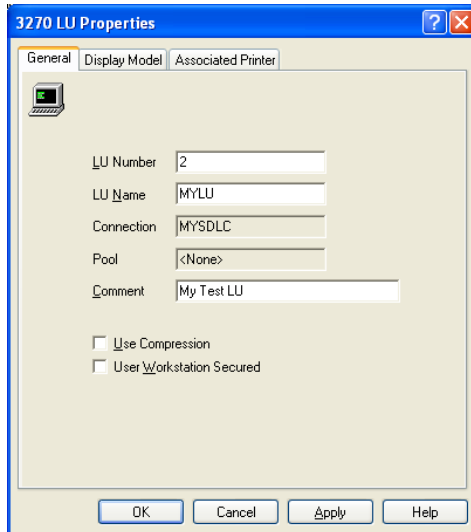 3270 LU Properties
General Display Model Associated Printer
LU Number 2
LU Name MYLU
Connection MYSDLC
Pool <None>
Comment My Test LU
Use Compression
User Workstation Secured
OK Cancel Apply Help